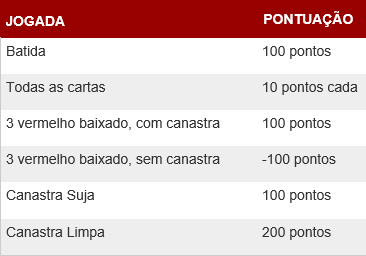 JOGADA PONTUAÇÃO
Batida 100 pontos
Todas as cartas 10 pontos cada
3 vermelho baixado, com canastra 100 pontos
3 vermelho baixado, sem canastra -100 pontos
Canastra Suja 100 pontos
Canastra Limpa 200 pontos